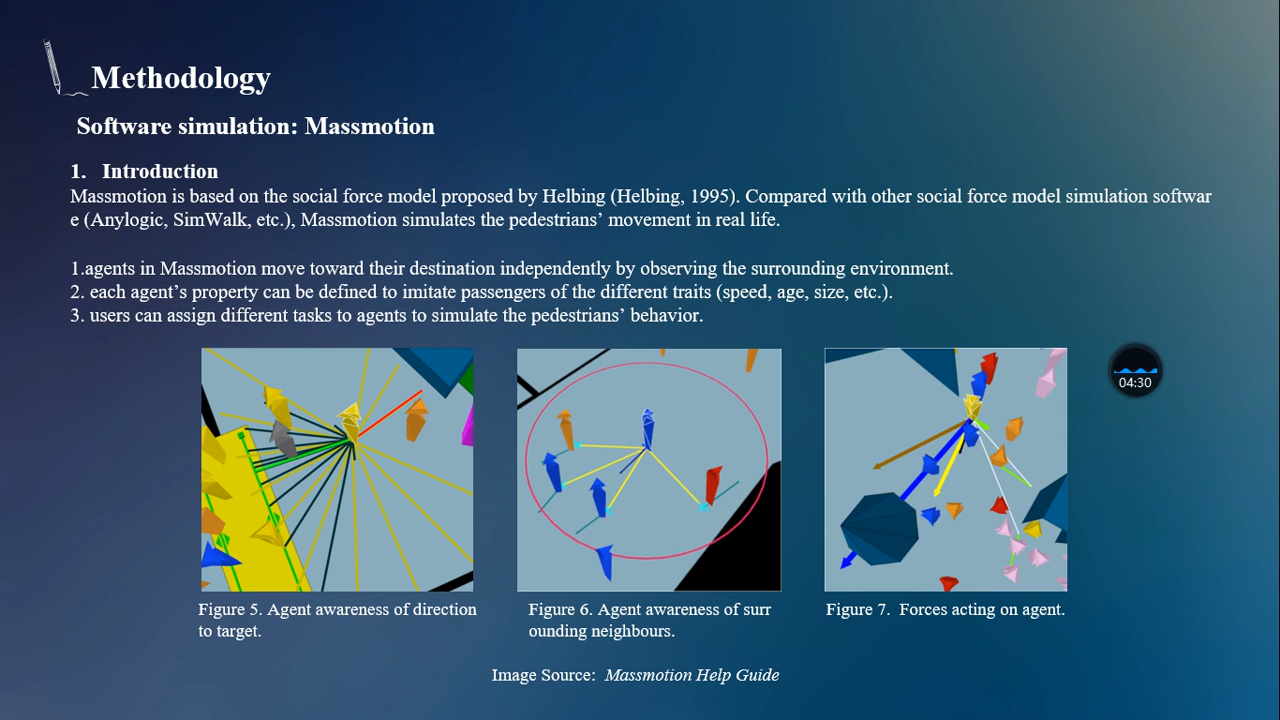 Methodology
Software simulation: Massmotion
1. Introduction
Massmotion is based on the social force model proposed by Helbing (Helbing, 1995). Compared with other social force model simulation softwar
e (Anylogic, SimWalk, etc.), Massmotion simulates the pedestrians’ movement in real life.
1.agents in Massmotion move toward their destination independently by observing the surrounding environment.
2. each agent’s property can be defined to imitate passengers of the different traits (speed, age, size, etc.).
3. users can assign different tasks to agents to simulate the pedestrians’ behavior.
04:30
Figure 5. Agent awareness of direction
to target.
Figure 6. Agent awareness of surr
ounding neighbours.
Figure 7. Forces acting on agent.
Image Source: Massmotion Help Guide